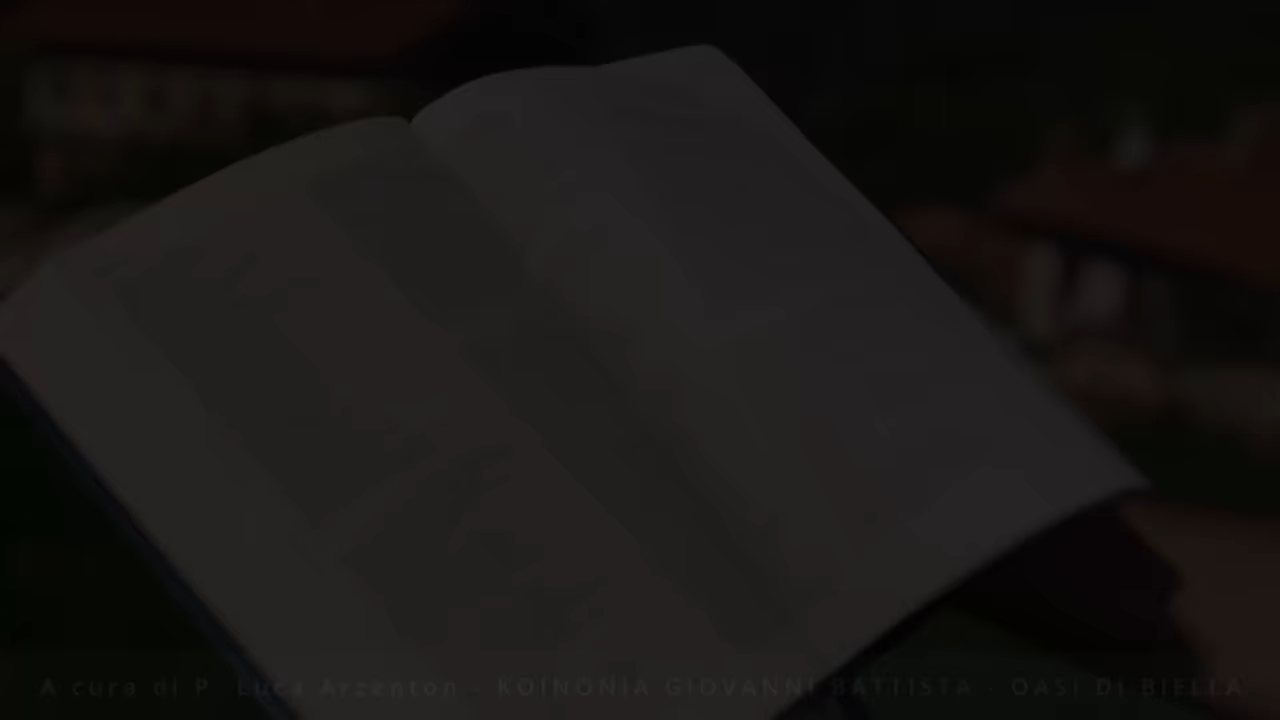 A cura di P. Luca Arzenton - KOINONIA GIOVANNI BATTISTA - OASI DI BIELLA